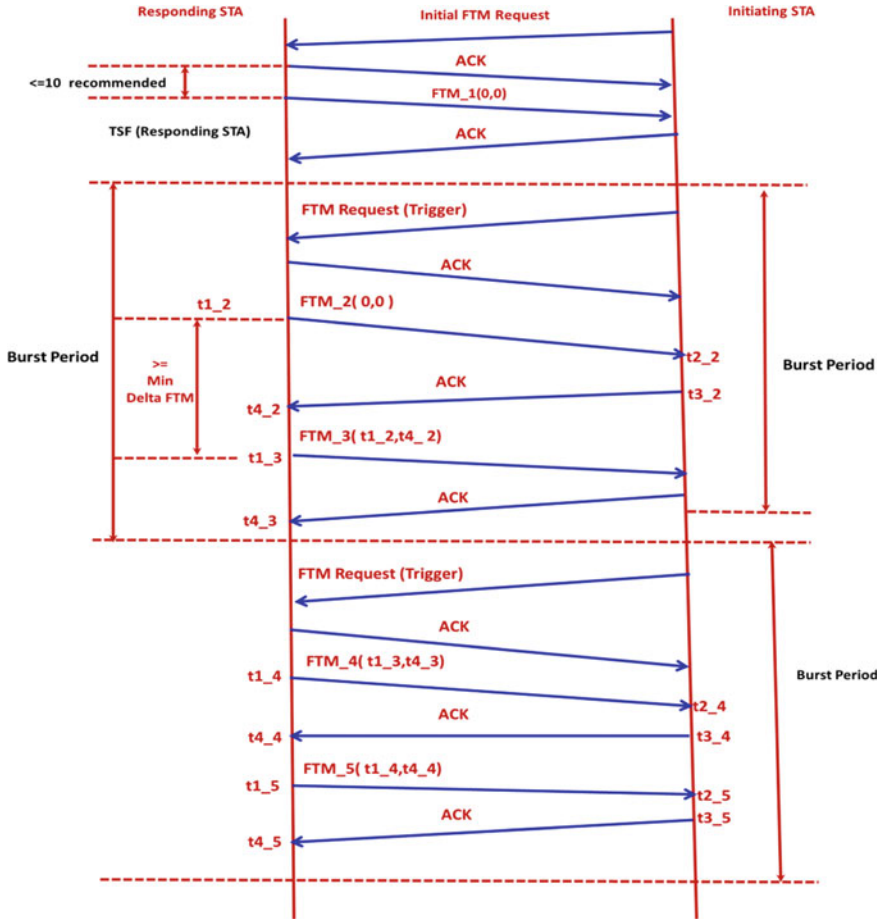 Responding STA
Initial FTM Request
Initiating STA
ACK
<=10 recommended
FTM_1(0,0)
TSF (Responding STA)
ACK
FTM Request (Trigger)
ACK
t1_2
FTM_2( 0,0 )
t2_2
Burst Period
>=
Min
Delta FTM
Burst Period
ACK
t3_2
t4_2
FTM_3( t1_2,t4_ 2)
t1_3
ACK
t4_3
FTM Request (Trigger)
ACK
FTM_4( t1_3,t4_3)
t1_4
Burst Period
t2_4
ACK
t4_4
t3_4
FTM_5( t1_4,t4_4)
t1_5
t2_5
ACK
t3_5
t4_5